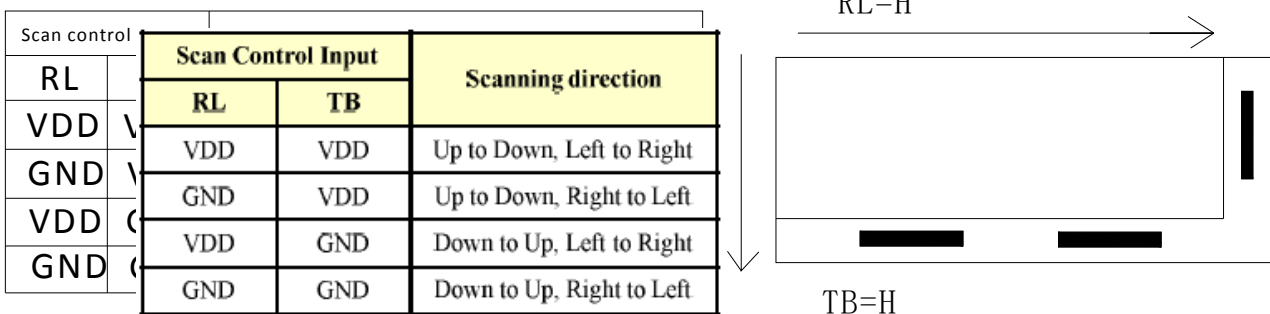 Scan control
RL
VDD
GND
VDD
GND
Scan Control Input
Scanning direction
RL TB
VDD VDD Up to Down, Left to Right
GND VDD Up to Down, Right to Left
VDD GND Down to Up, Left to Right
GND GND Down to Up, Right to Left
RL=H
TB=H